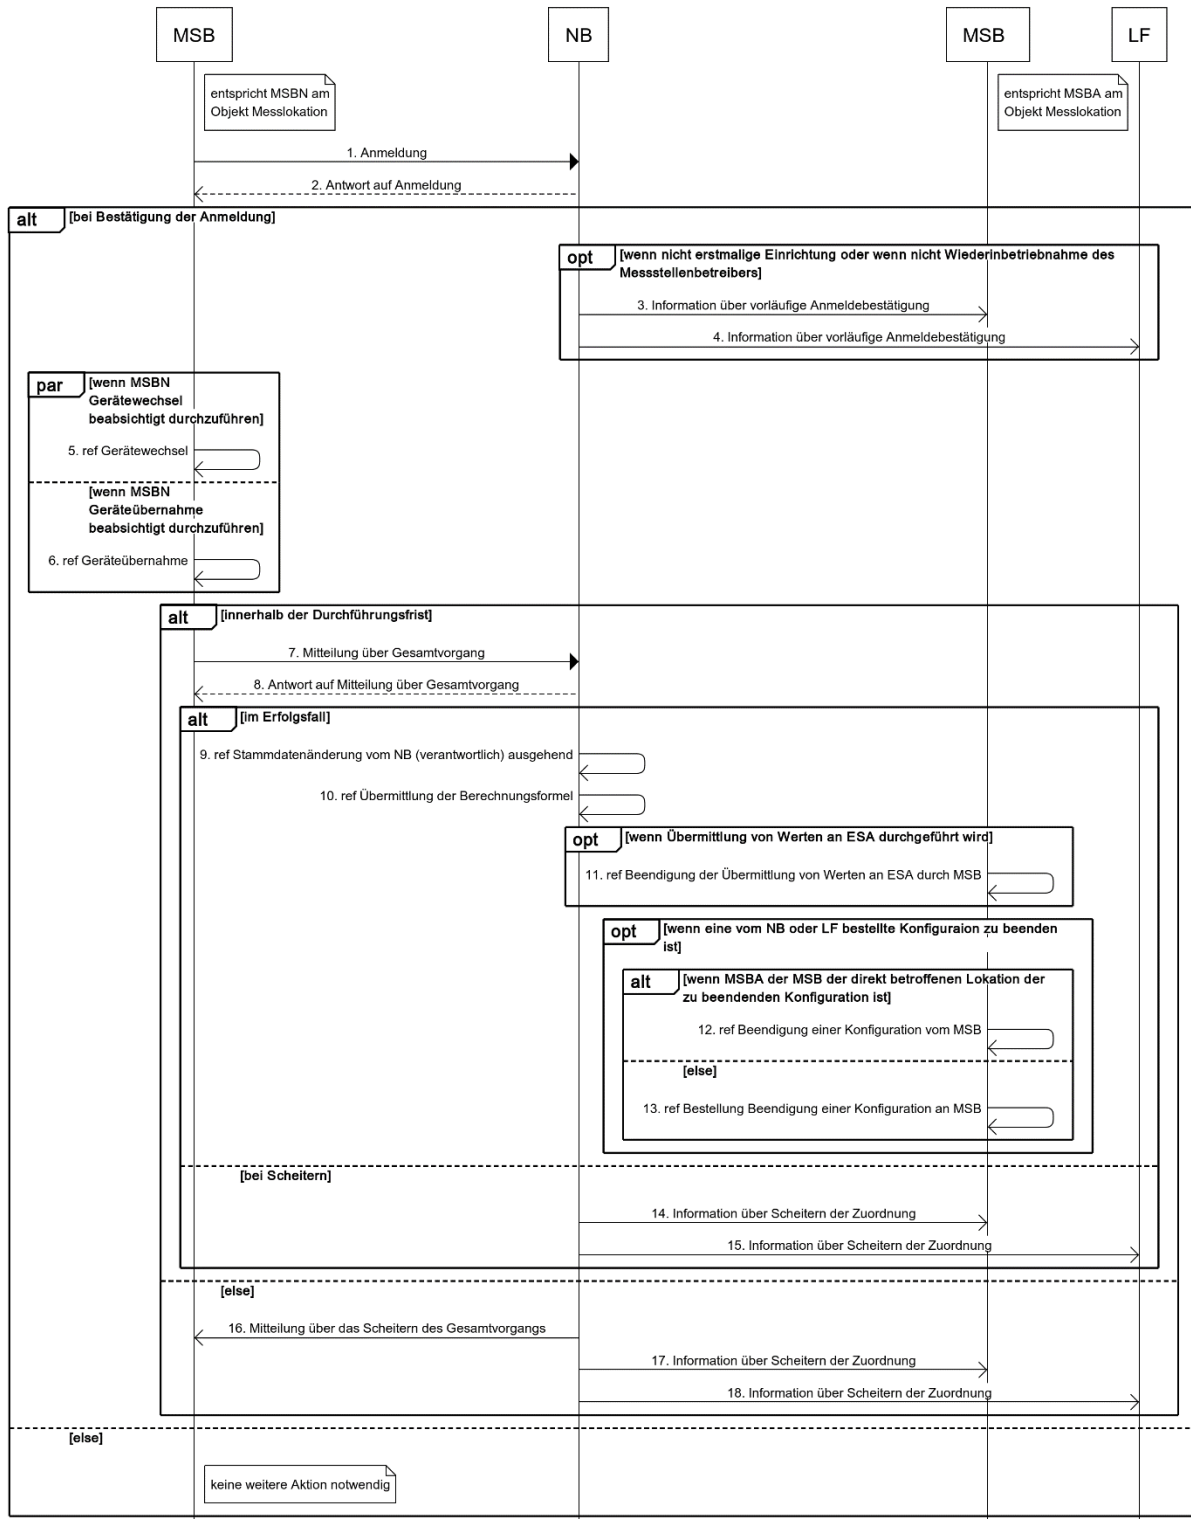 MSB
NB
MSB
LF
entspricht MSBN am
Objekt Messlokation
entspricht MSBA am
Objekt Messlokation
1. Anmeldung
2. Antwort auf Anmeldung
alt
[bei Bestätigung der Anmeldung]
opt
[wenn nicht erstmalige Einrichtung oder wenn nicht Wiederinbetriebnahme des
Messstellenbetreibers]
3. Information über vorläufige Anmeldebestätigung
4. Information über vorläufige Anmeldebestätigung
par
[wenn MSBN
Gerätewechsel
beabsichtigt durchzuführen]
5. ref Gerätewechsel
[wenn MSBN
Geräteübernahme
beabsichtigt durchzuführen]
6. ref Geräteübernahme
alt
[innerhalb der Durchführungsfrist]
7. Mitteilung über Gesamtvorgang
8. Antwort auf Mitteilung über Gesamtvorgang
alt
[im Erfolgsfall]
9. ref Stammdatenänderung vom NB (verantwortlich) ausgehend
10. ref Übermittlung der Berechnungsformel
opt
[wenn Übermittlung von Werten an ESA durchgeführt wird]
11. ref Beendigung der Übermittlung von Werten an ESA durch MSB
opt
[wenn eine vom NB oder LF bestellte Konfiguraion zu beenden
ist]
alt
[wenn MSBA der MSB der direkt betroffenen Lokation der
zu beendenden Konfiguration ist]
12. ref Beendigung einer Konfiguration vom MSB
[else]
13. ref Bestellung Beendigung einer Konfiguration an MSB
[bei Scheitern]
14. Information über Scheitern der Zuordnung
15. Information über Scheitern der Zuordnung
[else]
16. Mitteilung über das Scheitern des Gesamtvorgangs
17. Information über Scheitern der Zuordnung
18. Information über Scheitern der Zuordnung
[else]
keine weitere Aktion notwendig